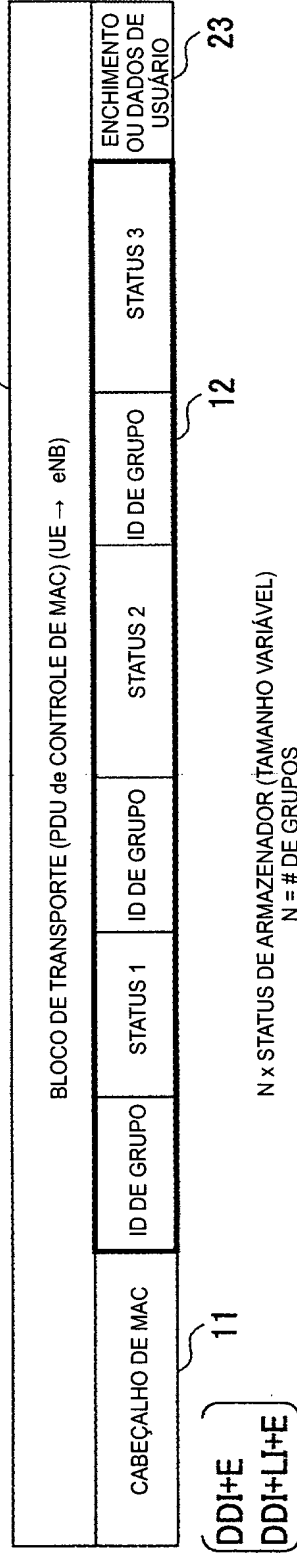 BLOCO DE TRANSPORTE (PDU de CONTROLE DE MAC) (UE → eNB)
CABEÇALHO DE MAC
ID DE GRUPO
STATUS 1
ID DE GRUPO
STATUS 2
ID DE GRUPO
STATUS 3
ENCHIMENTO
OU DADOS DE
USUÁRIO
11
12
23
DDI+E
DDI+LI+E
N x STATUS DE ARMAZENADOR (TAMANHO VARIÁVEL)
N = # DE GRUPOS